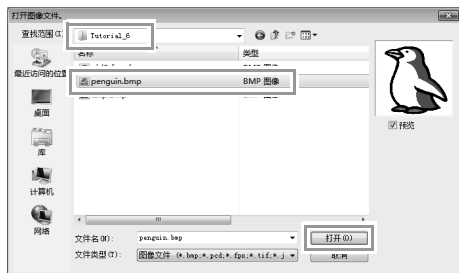 打开图像文件。
查找范围(I): Tutorial_6
名称 类型
penguin.bmp BMP 图像
最近访问的位置
桌面
库
计算机
网络
预览
文件名(N): penguin.bmp 打开(O)
文件类型(T): 图像文件 (*.bmp;*.pcd;*.fpx;*.tif;*.j 取消